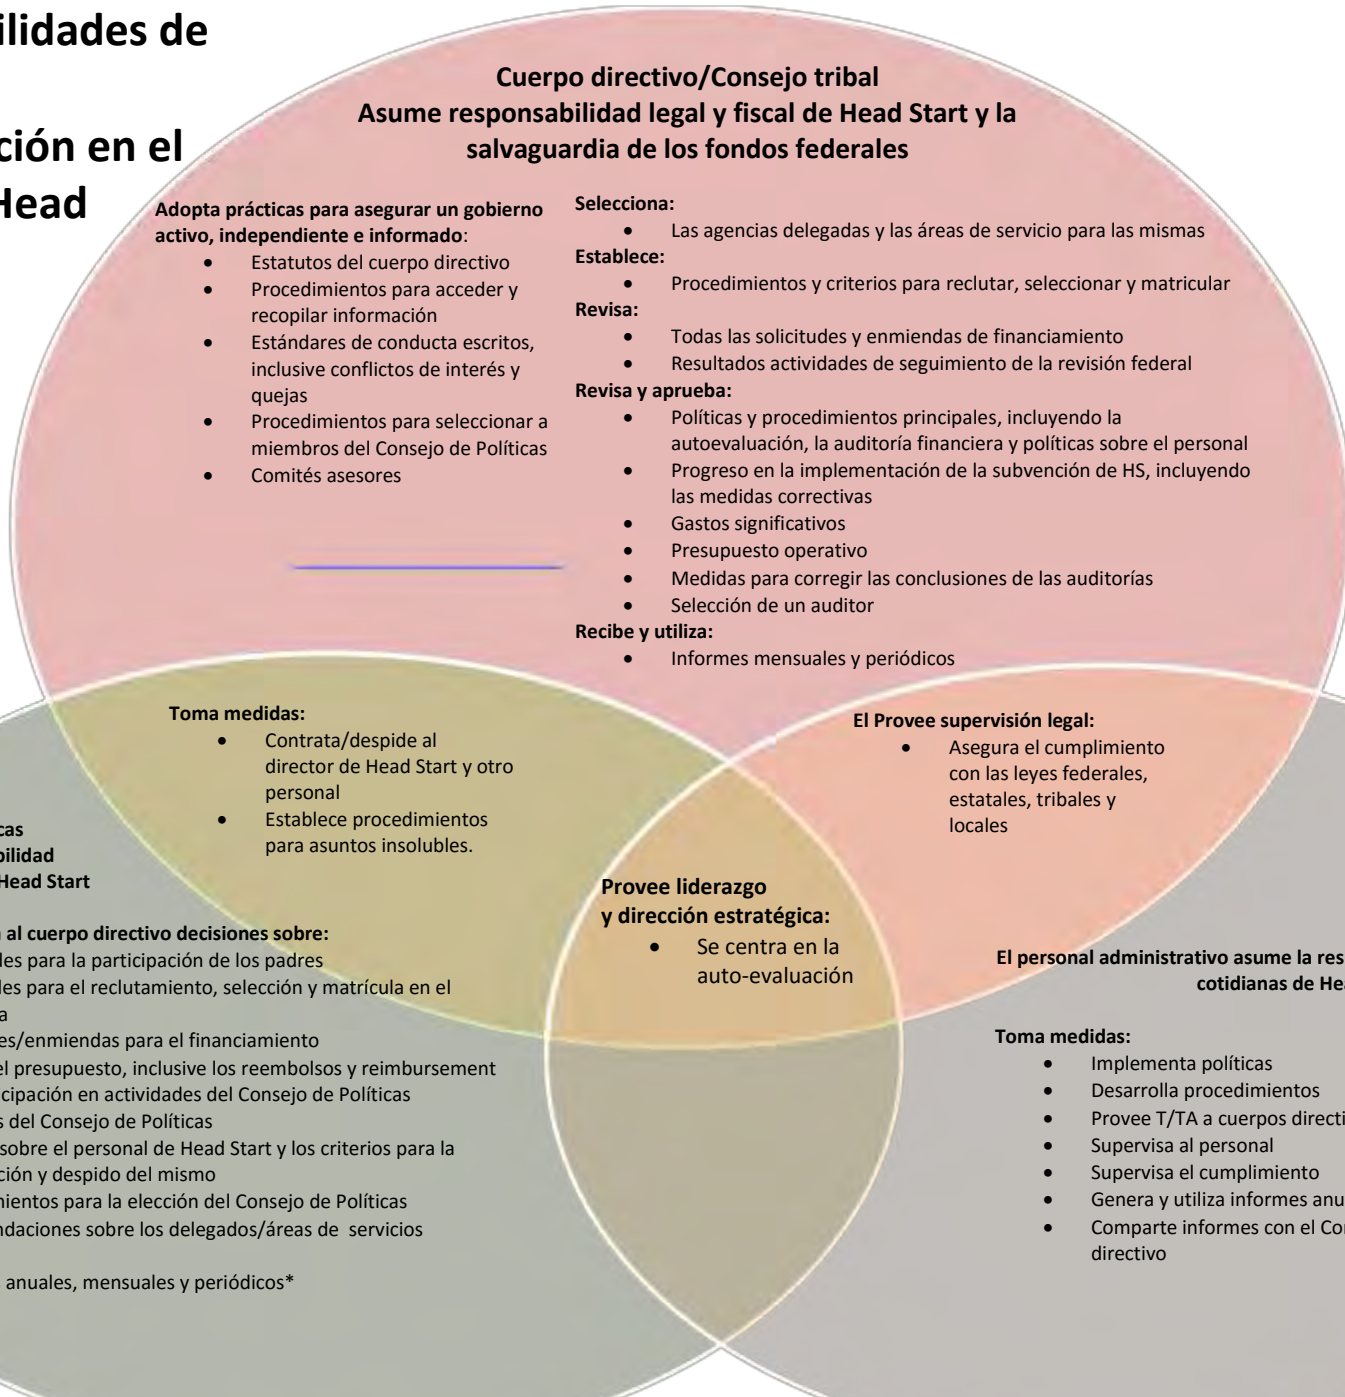 ilidades de
ción en el
Head
Cuerpo directivo/Consejo tribal
Asume responsabilidad legal y fiscal de Head Start y la
salvaguardia de los fondos federales
Adopta prácticas para asegurar un gobierno
activo, independiente e informado:
• Estatutos del cuerpo directivo
• Procedimientos para acceder y
recopilar información
• Estándares de conducta escritos,
inclusive conflictos de interés y
quejas
• Procedimientos para seleccionar a
miembros del Consejo de Políticas
• Comités asesores
Selecciona:
• Las agencias delegadas y las áreas de servicio para las mismas
Establece:
• Procedimientos y criterios para reclutar, seleccionar y matricular
Revisa:
• Todas las solicitudes y enmiendas de financiamiento
• Resultados actividades de seguimiento de la revisión federal
Revisa y aprueba:
• Políticas y procedimientos principales, incluyendo la
autoevaluación, la auditoría financiera y políticas sobre el personal
• Progreso en la implementación de la subvención de HS, incluyendo
las medidas correctivas
• Gastos significativos
• Presupuesto operativo
• Medidas para corregir las conclusiones de las auditorías
• Selección de un auditor
Recibe y utiliza:
• Informes mensuales y periódicos
Toma medidas:
• Contrata/despide al
director de Head Start y otro
personal
• Establece procedimientos
para asuntos insolubles.
El Provee supervisión legal:
• Asegura el cumplimiento
con las leyes federales,
estatales, tribales y
locales
Provee liderazgo
y dirección estratégica:
• Se centra en la
auto-evaluación
cas
bilidad
Head Start
a al cuerpo directivo decisiones sobre:
des para la participación de los padres
des para el reclutamiento, selección y matrícula en el
a
es/enmiendas para el financiamiento
el presupuesto, inclusive los reembolsos y reimbursement
cipación en actividades del Consejo de Políticas
s del Consejo de Políticas
sobre el personal de Head Start y los criterios para la
ción y despido del mismo
mientos para la elección del Consejo de Políticas
ndaciones sobre los delegados/áreas de servicios
s anuales, mensuales y periódicos*
El personal administrativo asume la res
cotidianas de Hea
Toma medidas:
• Implementa políticas
• Desarrolla procedimientos
• Provee T/TA a cuerpos directi
• Supervisa al personal
• Supervisa el cumplimiento
• Genera y utiliza informes anu
• Comparte informes con el Con
directivo